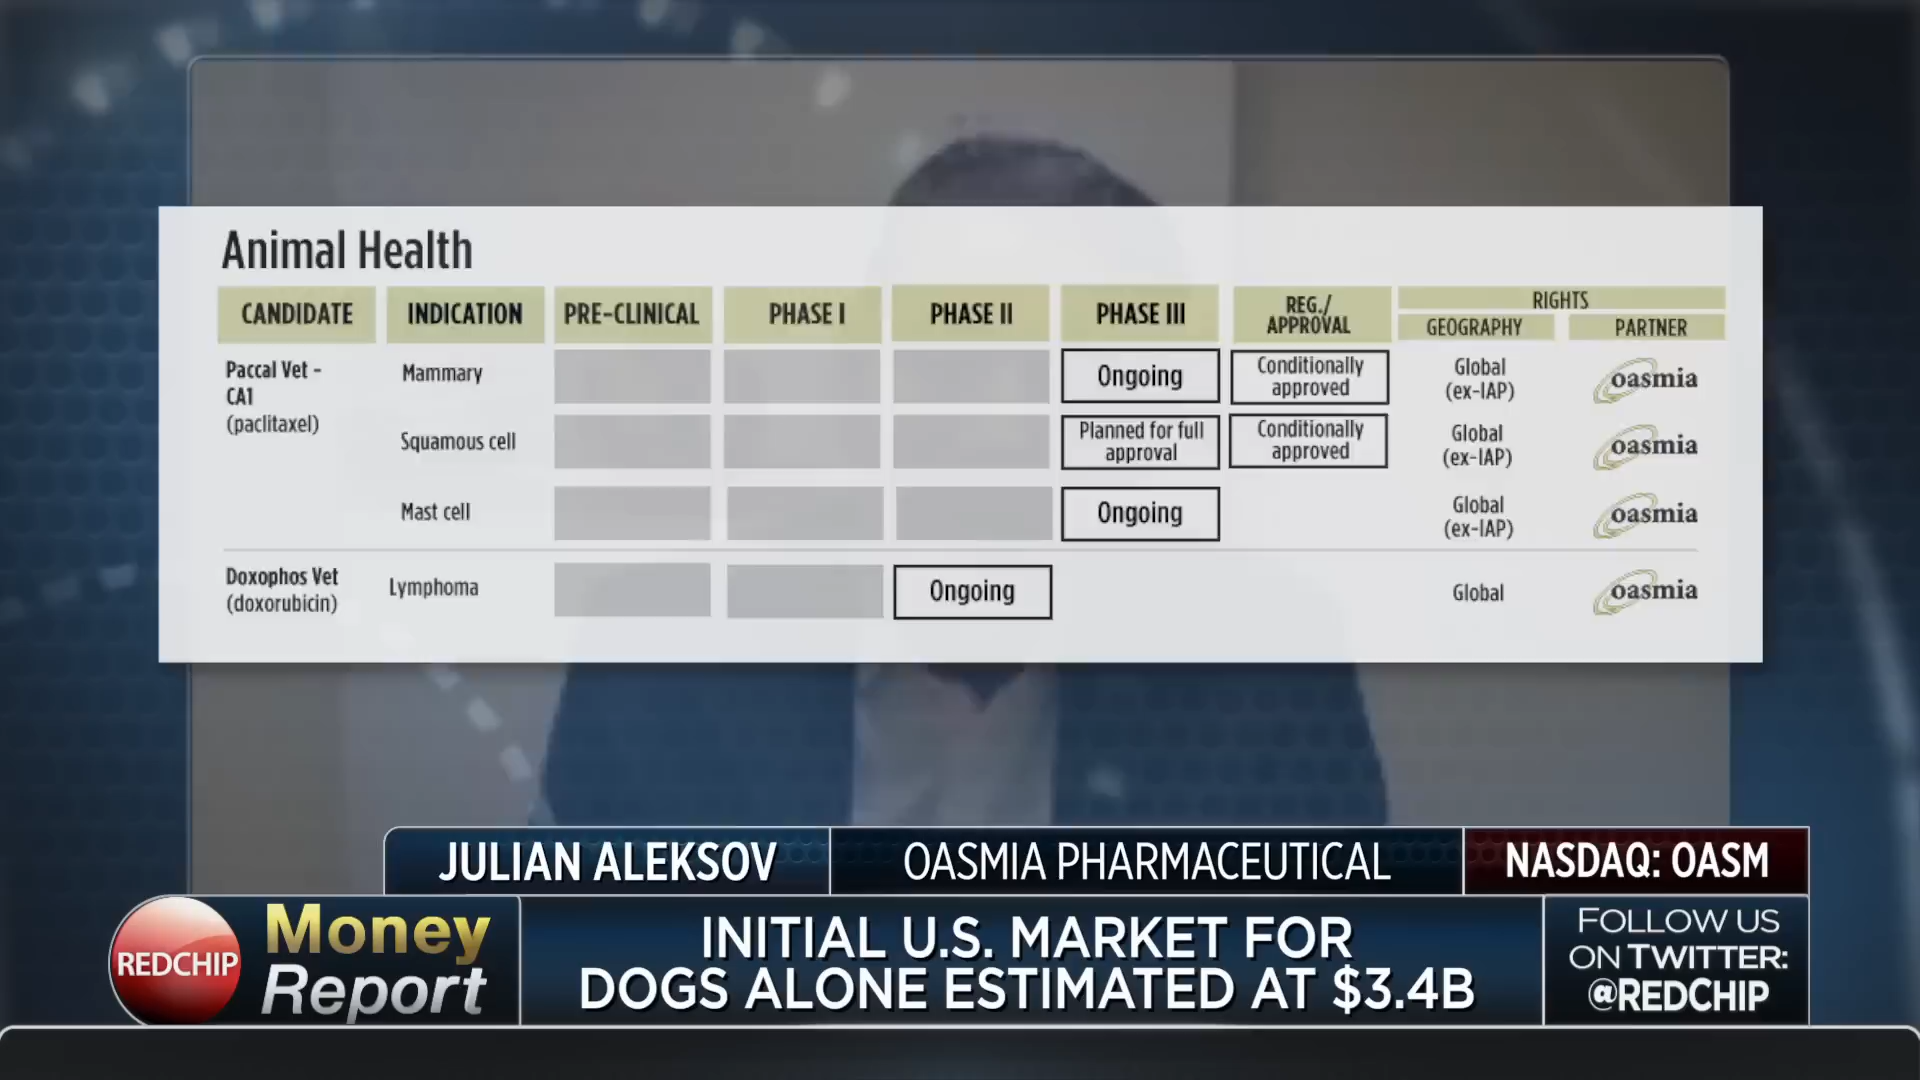 Animal Health
CANDIDATE INDICATION PRE-CLINICAL PHASE I PHASE II PHASE III REG./ APPROVAL RIGHTS
GEOGRAPHY PARTNER
Paccal Vet -
CA1
(paclitaxel)
Mammary
Ongoing
Conditionally
approved
Global
(ex-IAP)
oasmia
Squamous cell
Planned for full
approval
Conditionally
approved
Global
(ex-IAP)
oasmia
Mast cell
Ongoing
Global
(ex-IAP)
oasmia
Doxophos Vet
(doxorubicin)
Lymphoma
Ongoing
Global
oasmia
JULIAN ALEKSOV
OASMIA PHARMACEUTICAL
NASDAQ: OASM
REDCHIP
Money
Report
INITIAL U.S. MARKET FOR
DOGS ALONE ESTIMATED AT $3.4B
FOLLOW US
ON TWITTER:
@REDCHIP